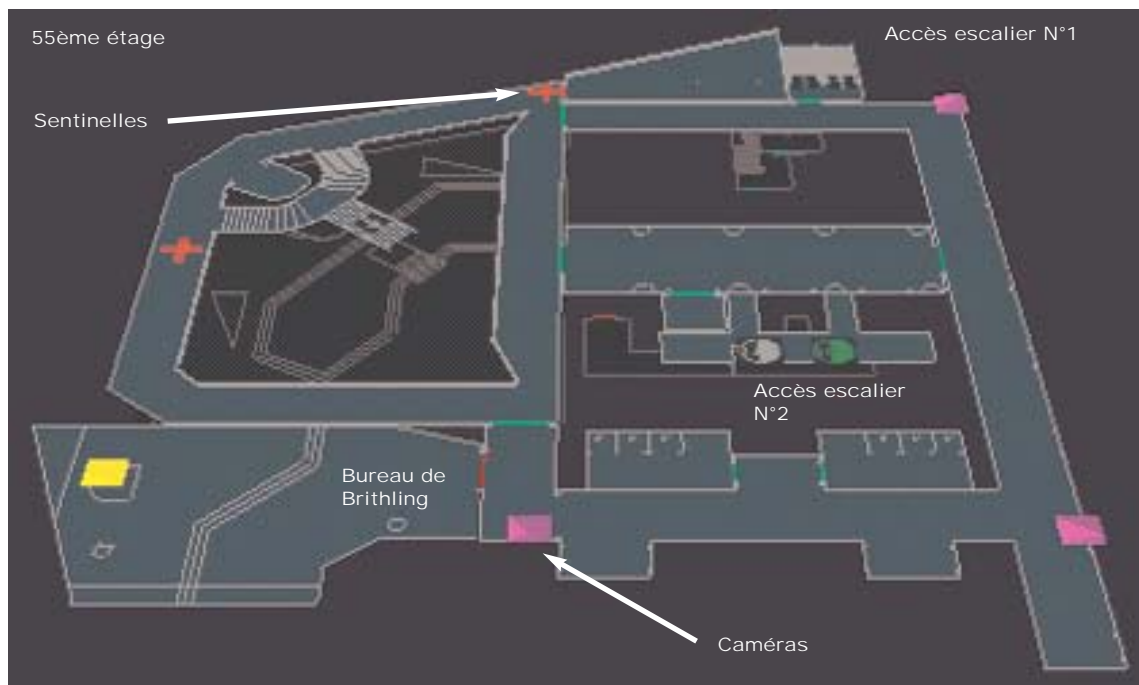 55ème étage
Accès escalier N°1
Sentinelles
Accès escalier
N°2
Bureau de
Brithling
Caméras